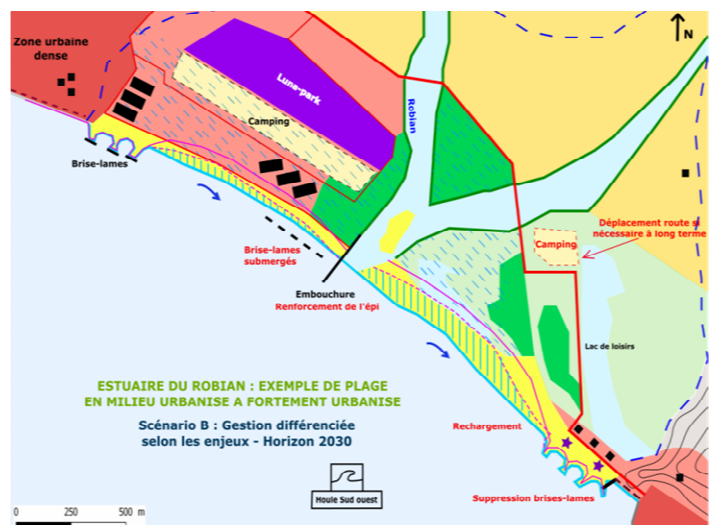 Zone urbaine
dense
Luna-park
Camping
Robian
N
Brise-lames
Brise-lames
submergés
Embouchure
Renforcement de l'épi
Déplacement route si
nécessaire à long terme
Camping
Lac de loisirs
ESTUAIRE DU ROBIAN : EXEMPLE DE PLAGE
EN MILIEU URBANISE A FORTEMENT URBANISE
Scénario B : Gestion différenciée
selon les enjeux - Horizon 2030
Rechargement
Houle Sud ouest
Suppression brises-lames
0 250 500 m